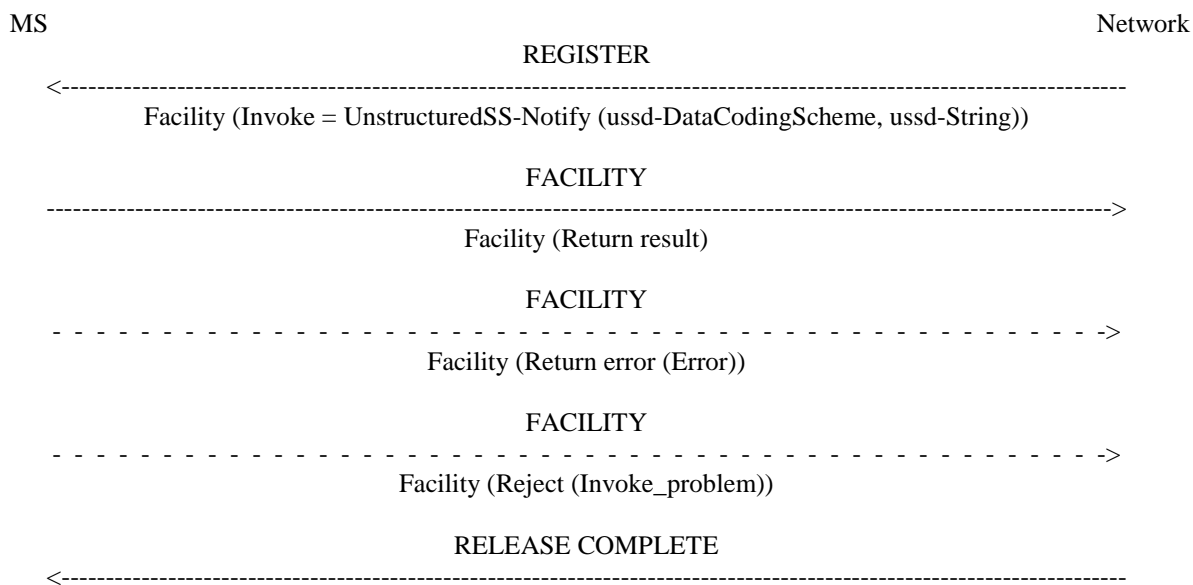 MS Network
REGISTER
<------------------------------------------------------------------------------------------------------------------------
Facility (Invoke = UnstructuredSS-Notify (ussd-DataCodingScheme, ussd-String))
FACILITY
------------------------------------------------------------------------------------------------------------------------>
Facility (Return result)
FACILITY
- - - - - - - - - - - - - - - - - - - - - - - - - - - - - - - - - - - - - - - - - - - - - - - - - - - - - - - - - ->
Facility (Return error (Error))
FACILITY
- - - - - - - - - - - - - - - - - - - - - - - - - - - - - - - - - - - - - - - - - - - - - - - - - - - - - - - - - ->
Facility (Reject (Invoke_problem))
RELEASE COMPLETE
<------------------------------------------------------------------------------------------------------------------------